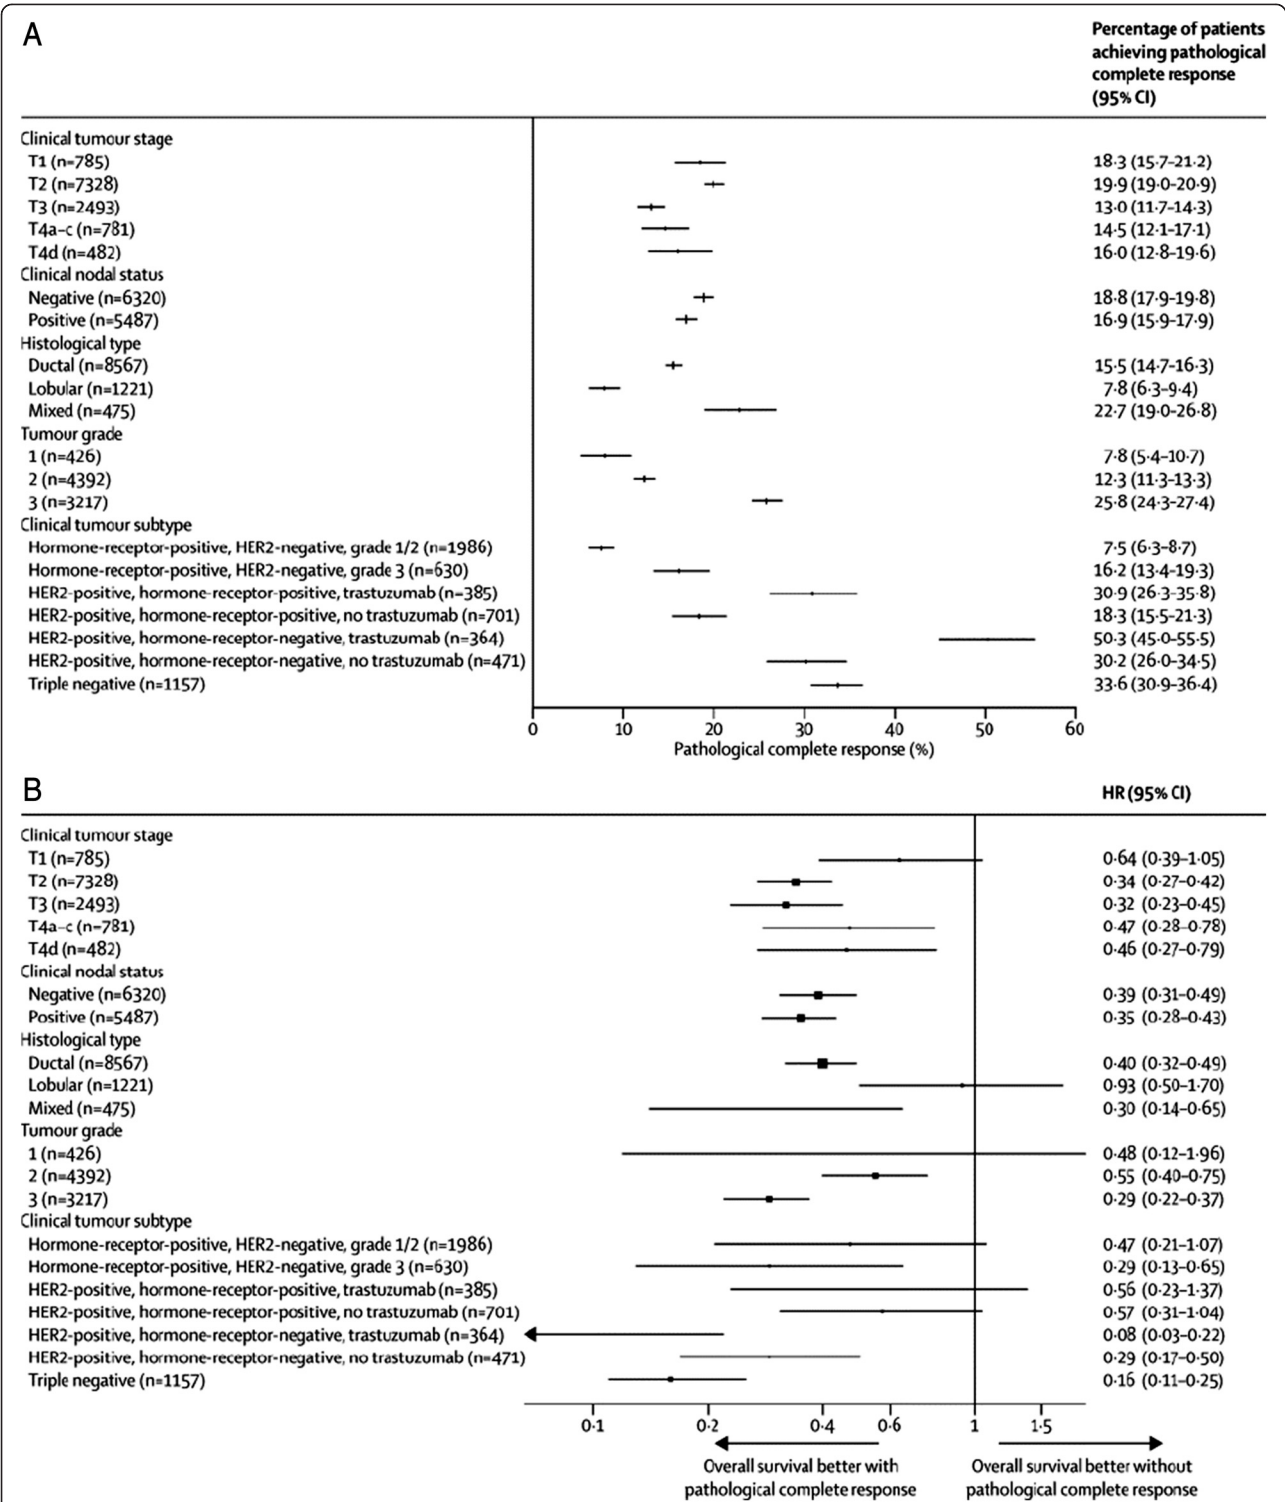 A
Percentage of patients
achieving pathological
complete response
(95% CI)
Clinical tumour stage
T1 (n=785) 18·3 (15·7–21·2)
T2 (n=7328) 19·9 (19·0–20·9)
T3 (n=2493) 13·0 (11·7–14·3)
T4a–c (n=781) 14·5 (12·1–17·1)
T4d (n=482) 16·0 (12·8–19·6)
Clinical nodal status
Negative (n=6320) 18·8 (17·9–19·8)
Positive (n=5487) 16·9 (15·9–17·9)
Histological type
Ductal (n=8567) 15·5 (14·7–16·3)
Lobular (n=1221) 7·8 (6·3–9·4)
Mixed (n=475) 22·7 (19·0–26·8)
Tumour grade
1 (n=426) 7·8 (5·4–10·7)
2 (n=4392) 12·3 (11·3–13·3)
3 (n=3217) 25·8 (24·3–27·4)
Clinical tumour subtype
Hormone-receptor-positive, HER2-negative, grade 1/2 (n=1986) 7·5 (6·3–8·7)
Hormone-receptor-positive, HER2-negative, grade 3 (n=630) 16·2 (13·4–19·3)
HER2-positive, hormone-receptor-positive, trastuzumab (n=385) 30·9 (26·3–35·8)
HER2-positive, hormone-receptor-positive, no trastuzumab (n=701) 18·3 (15·5–21·3)
HER2-positive, hormone-receptor-negative, trastuzumab (n=364) 50·3 (45·0–55·5)
HER2-positive, hormone-receptor-negative, no trastuzumab (n=471) 30·2 (26·0–34·5)
Triple negative (n=1157) 33·6 (30·9–36·4)
0 10 20 30 40 50 60
Pathological complete response (%)
B
HR (95% CI)
Clinical tumour stage
T1 (n=785) 0·64 (0·39–1·05)
T2 (n=7328) 0·34 (0·27–0·42)
T3 (n=2493) 0·32 (0·23–0·45)
T4a–c (n=781) 0·47 (0·28–0·78)
T4d (n=482) 0·46 (0·27–0·79)
Clinical nodal status
Negative (n=6320) 0·39 (0·31–0·49)
Positive (n=5487) 0·35 (0·28–0·43)
Histological type
Ductal (n=8567) 0·40 (0·32–0·49)
Lobular (n=1221) 0·93 (0·50–1·70)
Mixed (n=475) 0·30 (0·14–0·65)
Tumour grade
1 (n=426) 0·48 (0·12–1·96)
2 (n=4392) 0·55 (0·40–0·75)
3 (n=3217) 0·29 (0·22–0·37)
Clinical tumour subtype
Hormone-receptor-positive, HER2-negative, grade 1/2 (n=1986) 0·47 (0·21–1·07)
Hormone-receptor-positive, HER2-negative, grade 3 (n=630) 0·29 (0·13–0·65)
HER2-positive, hormone-receptor-positive, trastuzumab (n=385) 0·56 (0·23–1·37)
HER2-positive, hormone-receptor-positive, no trastuzumab (n=701) 0·57 (0·31–1·04)
HER2-positive, hormone-receptor-negative, trastuzumab (n=364) 0·08 (0·03–0·22)
HER2-positive, hormone-receptor-negative, no trastuzumab (n=471) 0·29 (0·17–0·50)
Triple negative (n=1157) 0·16 (0·11–0·25)
0·1 0·2 0·4 0·6 1 1·5
Overall survival better with Overall survival better without
pathological complete response pathological complete response